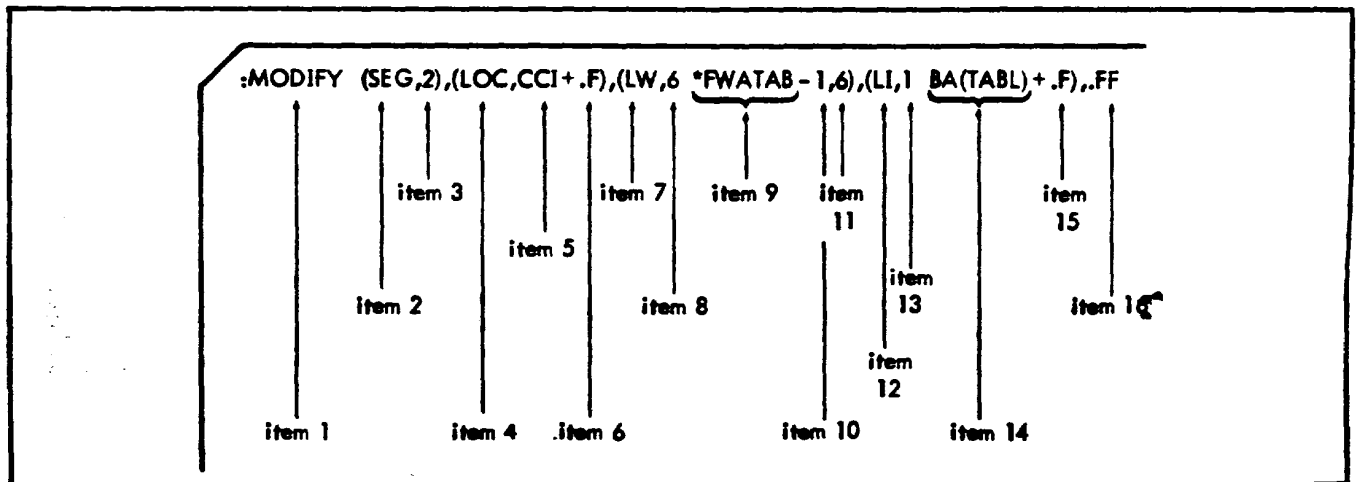 :MODIFY (SEG,2),(LOC,CCI+.F),(LW,6 *FWATAB-1,6),(LI,1 BA(TABL)+.F),.FF
item 3 item 7 item 9 item 11 item 15
item 5
item 13
item 2 item 8 item 16
item 12
item 1 item 4 .item 6 item 10 item 14